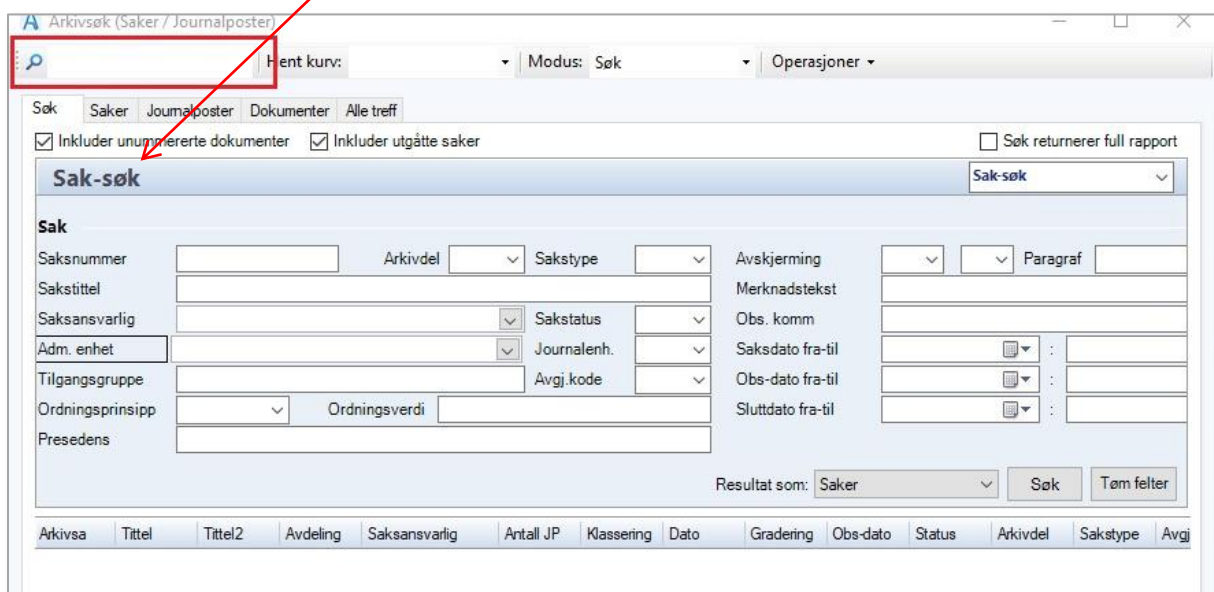 Arkivsøk (Saker / Journalposter)
Hent kurv: Modus: Søk Operasjoner
Søk Saker Journalposter Dokumenter Alle treff
Inkluder unummererte dokumenter Inkluder utgåtte saker Søk returnerer full rapport
Sak-søk Sak-søk
Sak
Saksnummer Arkivdel Sakstype Avskjerming Paragraf
Sakstittel Merknadstekst
Saksansvarlig Sakstatus Obs. komm
Adm. enhet Journalenh. Saksdato fra-til :
Tilgangsgruppe Avgj.kode Obs-dato fra-til :
Ordningsprinsipp Ordningsverdi Sluttdato fra-til :
Presedens
Resultat som: Saker Søk Tøm felter
Arkivsa Tittel Tittel2 Avdeling Saksansvarlig Antall JP Klassering Dato Gradering Obs-dato Status Arkivdel Sakstype Avgj